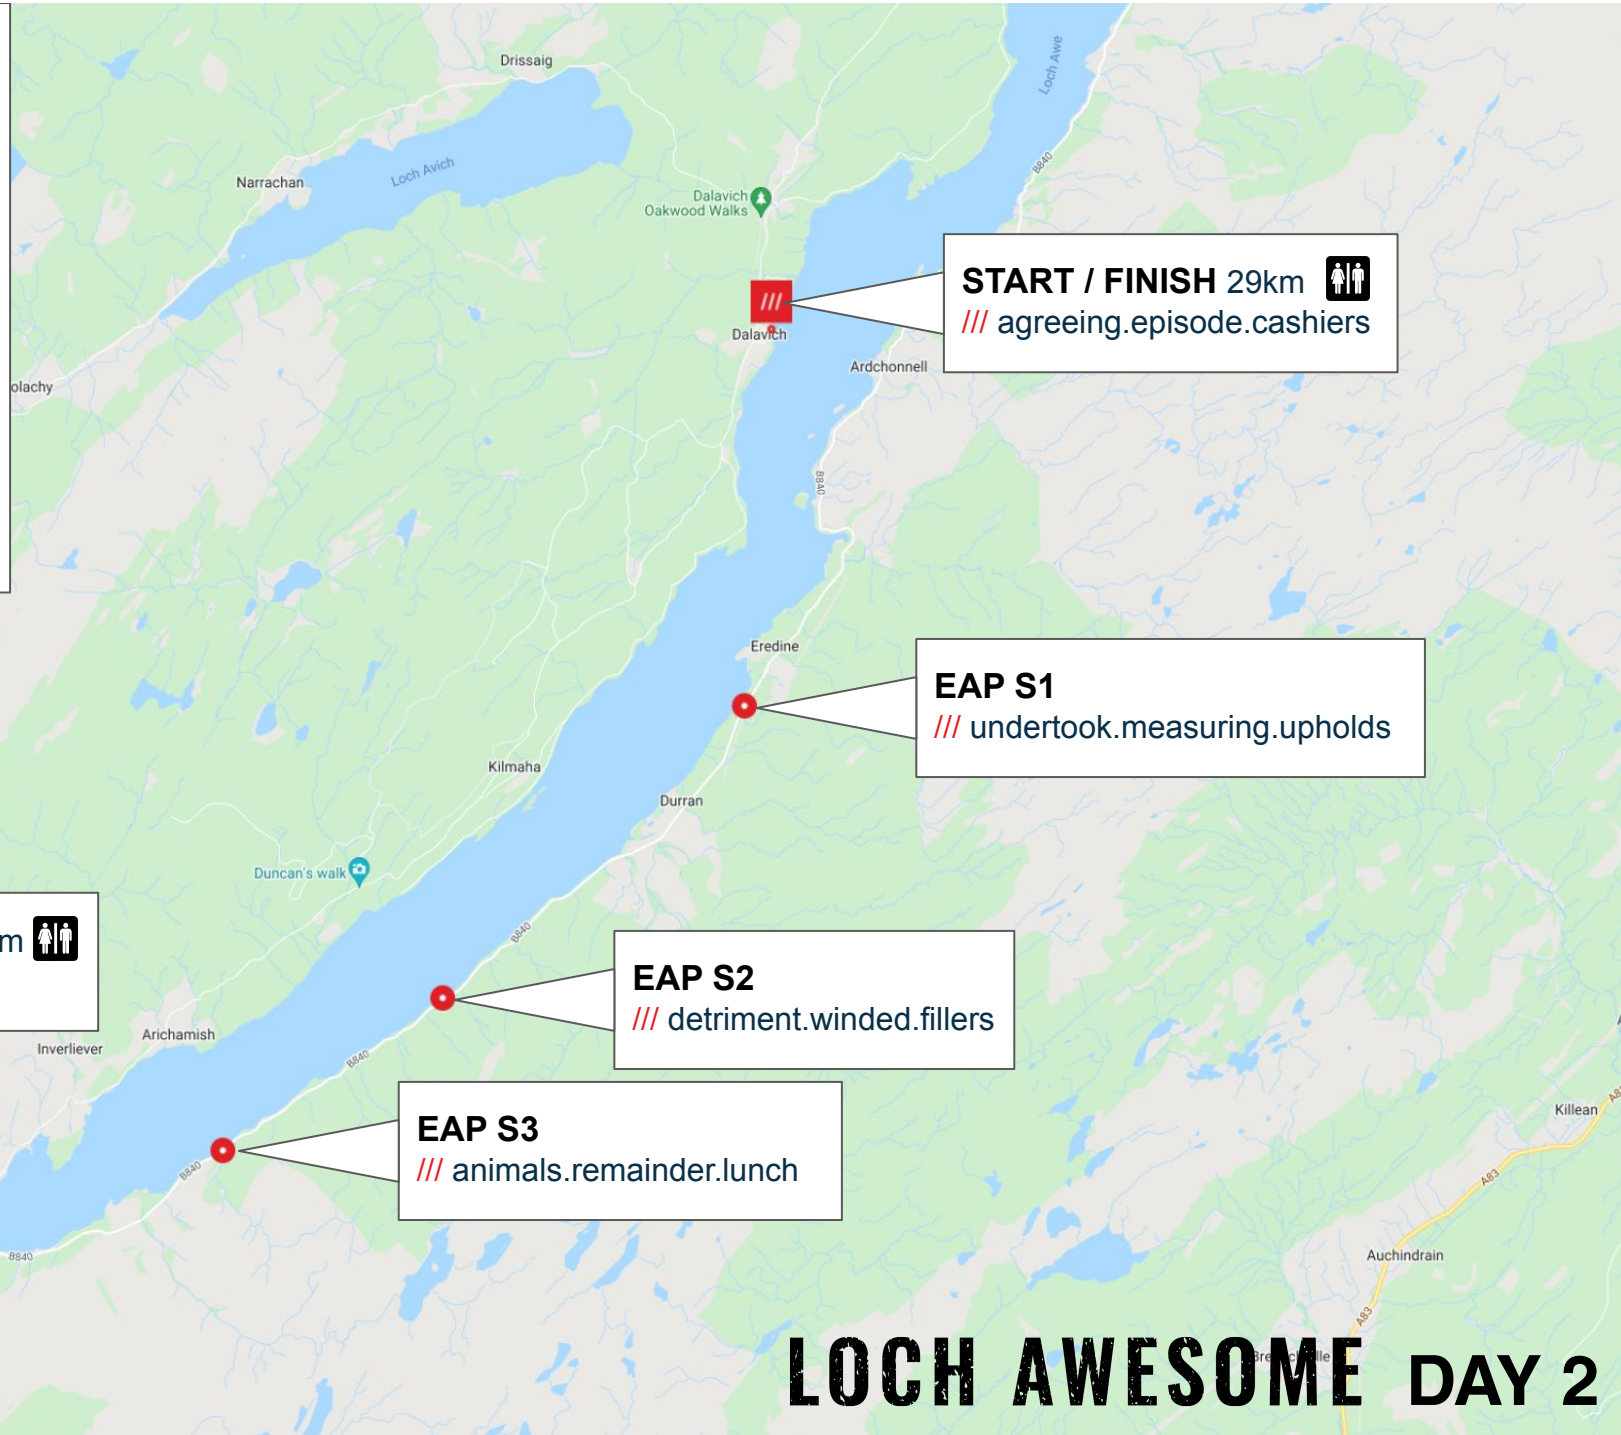 Drissaig
Loch Awe
B840
Loch Avich
Narrachan
Dalavich
Oakwood Walks
START / FINISH 29km
/// agreeing.episode.cashiers
///
Dalavich
Ardchonnell
olachy
B840
Eredine
EAP S1
/// undertook.measuring.upholds
Kilmaha
Durran
Duncan's walk
B840
m
EAP S2
/// detriment.winded.fillers
Arichamish
Inverliever
B840
EAP S3
/// animals.remainder.lunch
Killean
A83
B840
A83
B840
Auchindrain
A83
LOCH AWESOME DAY 2